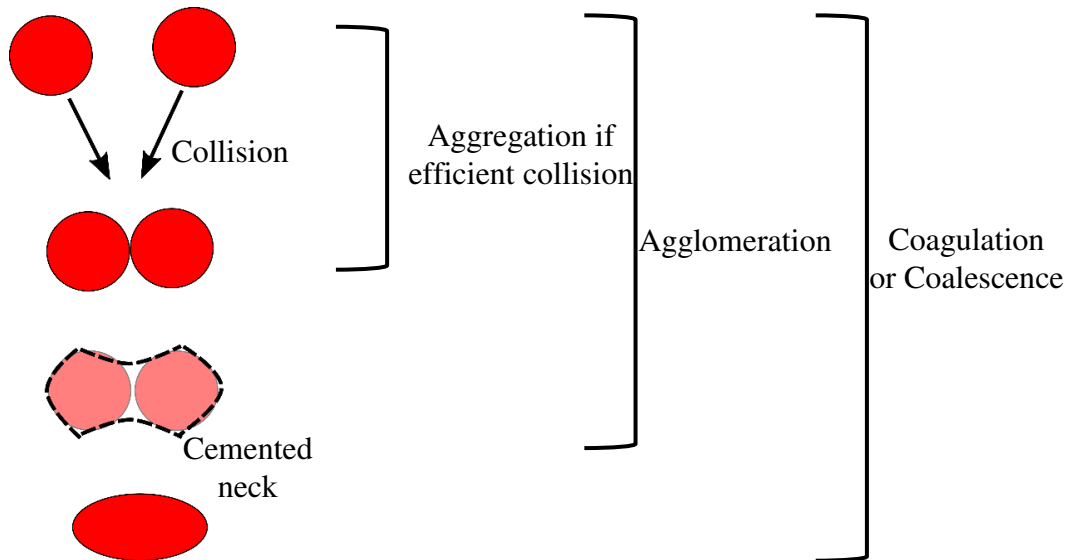 Collision
Aggregation if
efficient collision
Agglomeration
Coagulation
or Coalescence
Cemented
neck